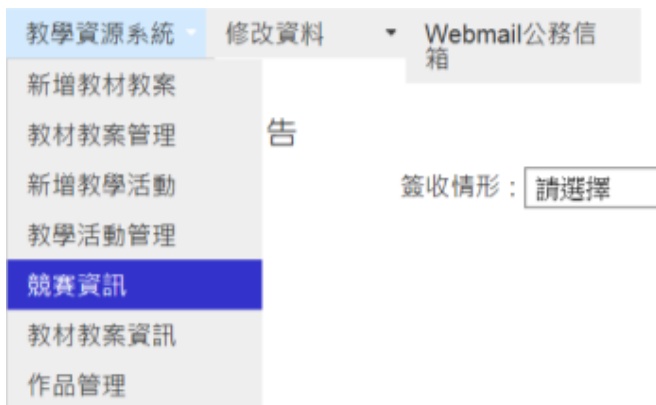 教學資源系統
修改資料
Webmail公務信
箱
新增教材教案
教材教案管理
告
新增教學活動
簽收情形：請選擇
教學活動管理
競賽資訊
教材教案資訊
作品管理